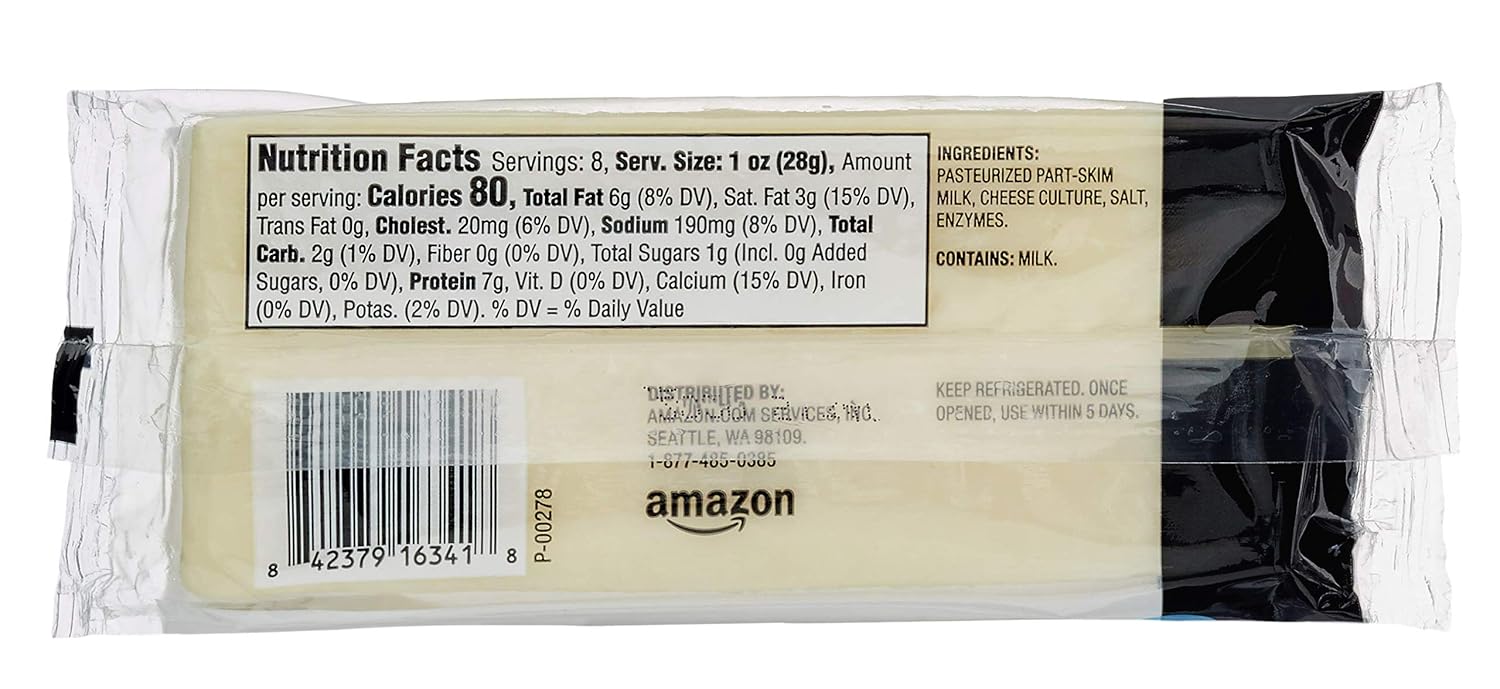 Nutrition Facts Servings: 8, Serv. Size: 1 oz (28g), Amount
per serving: Calories 80, Total Fat 6g (8% DV), Sat. Fat 3g (15% DV),
Trans Fat 0g, Cholest. 20mg (6% DV), Sodium 190mg (8% DV), Total
Carb. 2g (1% DV), Fiber 0g (0% DV), Total Sugars 1g (Incl. 0g Added
Sugars, 0% DV), Protein 7g, Vit. D (0% DV), Calcium (15% DV), Iron
(0% DV), Potas. (2% DV). % DV = % Daily Value
INGREDIENTS:
PASTEURIZED PART-SKIM
MILK, CHEESE CULTURE, SALT,
ENZYMES.
CONTAINS: MILK.
8 42379 16341 8
P-00278
DISTRIBUTED BY:
AMAZON.COM SERVICES, INC.
SEATTLE, WA 98109.
1-877-485-0385
amazon
KEEP REFRIGERATED. ONCE
OPENED, USE WITHIN 5 DAYS.